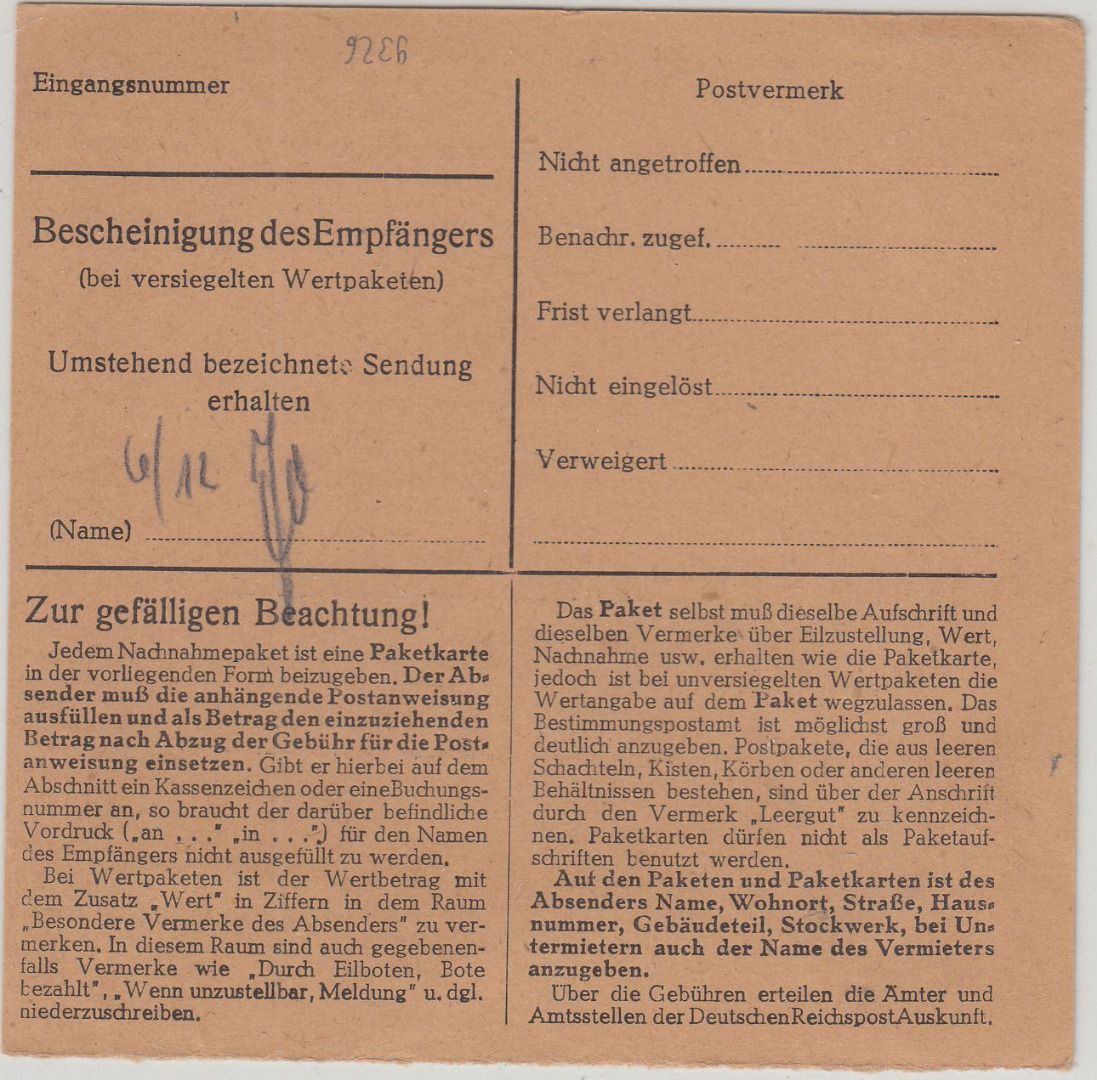 9326
Eingangsnummer
Bescheinigung des Empfängers
(bei versiegelten Wertpaketen)
Umstehend bezeichnete Sendung
erhalten
6/12
(Name)
Postvermerk
Nicht angetroffen
Benachr. zugef.
Frist verlangt
Nicht eingelöst
Verweigert
Zur gefälligen Beachtung!
Jedem Nachnahmepaket ist eine Paketkarte
in der vorliegenden Form beizugeben. Der Ab-
sender muß die anhängende Postanweisung
ausfüllen und als Betrag den einzuziehenden
Betrag nach Abzug der Gebühr für die Post-
anweisung einsetzen. Gibt er hierbei auf dem
Abschnitt ein Kassenzeichen oder eine Buchungs-
nummer an, so braucht der darüber befindliche
Vordruck („an . . ." „in . . .") für den Namen
des Empfängers nicht ausgefüllt zu werden.
Bei Wertpaketen ist der Wertbetrag mit
dem Zusatz „Wert" in Ziffern in dem Raum
„Besondere Vermerke des Absenders" zu ver-
merken. In diesem Raum sind auch gegebenen-
falls Vermerke wie „Durch Eilboten, Bote
bezahlt", „Wenn unzustellbar, Meldung" u. dgl.
niederzuschreiben.
Das Paket selbst muß dieselbe Aufschrift und
dieselben Vermerke über Eilzustellung, Wert,
Nachnahme usw. erhalten wie die Paketkarte,
jedoch ist bei unversiegelten Wertpaketen die
Wertangabe auf dem Paket wegzulassen. Das
Bestimmungspostamt ist möglichst groß und
deutlich anzugeben. Postpakete, die aus leeren
Schachteln, Kisten, Körben oder anderen leeren
Behältnissen bestehen, sind über der Anschrift
durch den Vermerk „Leergut" zu kennzeich-
nen. Paketkarten dürfen nicht als Paketauf-
schriften benutzt werden.
Auf den Paketen und Paketkarten ist des
Absenders Name, Wohnort, Straße, Haus-
nummer, Gebäudeteil, Stockwerk, bei Un-
termietern auch der Name des Vermieters
anzugeben.
Über die Gebühren erteilen die Ämter und
Amtsstellen der Deutschen Reichspost Auskunft.